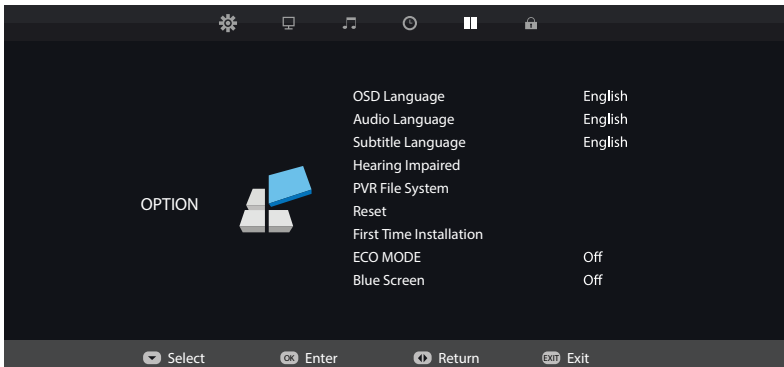 OSD Language English
Audio Language English
Subtitle Language English
Hearing Impaired
PVR File System
OPTION
Reset
First Time Installation
ECO MODE Off
Blue Screen Off
Select OK Enter Return EXIT Exit